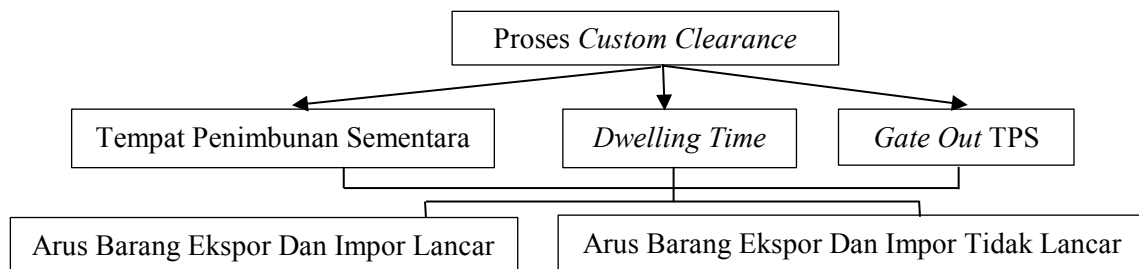 Proses Custom Clearance
Tempat Penimbunan Sementara
Dwelling Time
Gate Out TPS
Arus Barang Ekspor Dan Impor Lancar
Arus Barang Ekspor Dan Impor Tidak Lancar